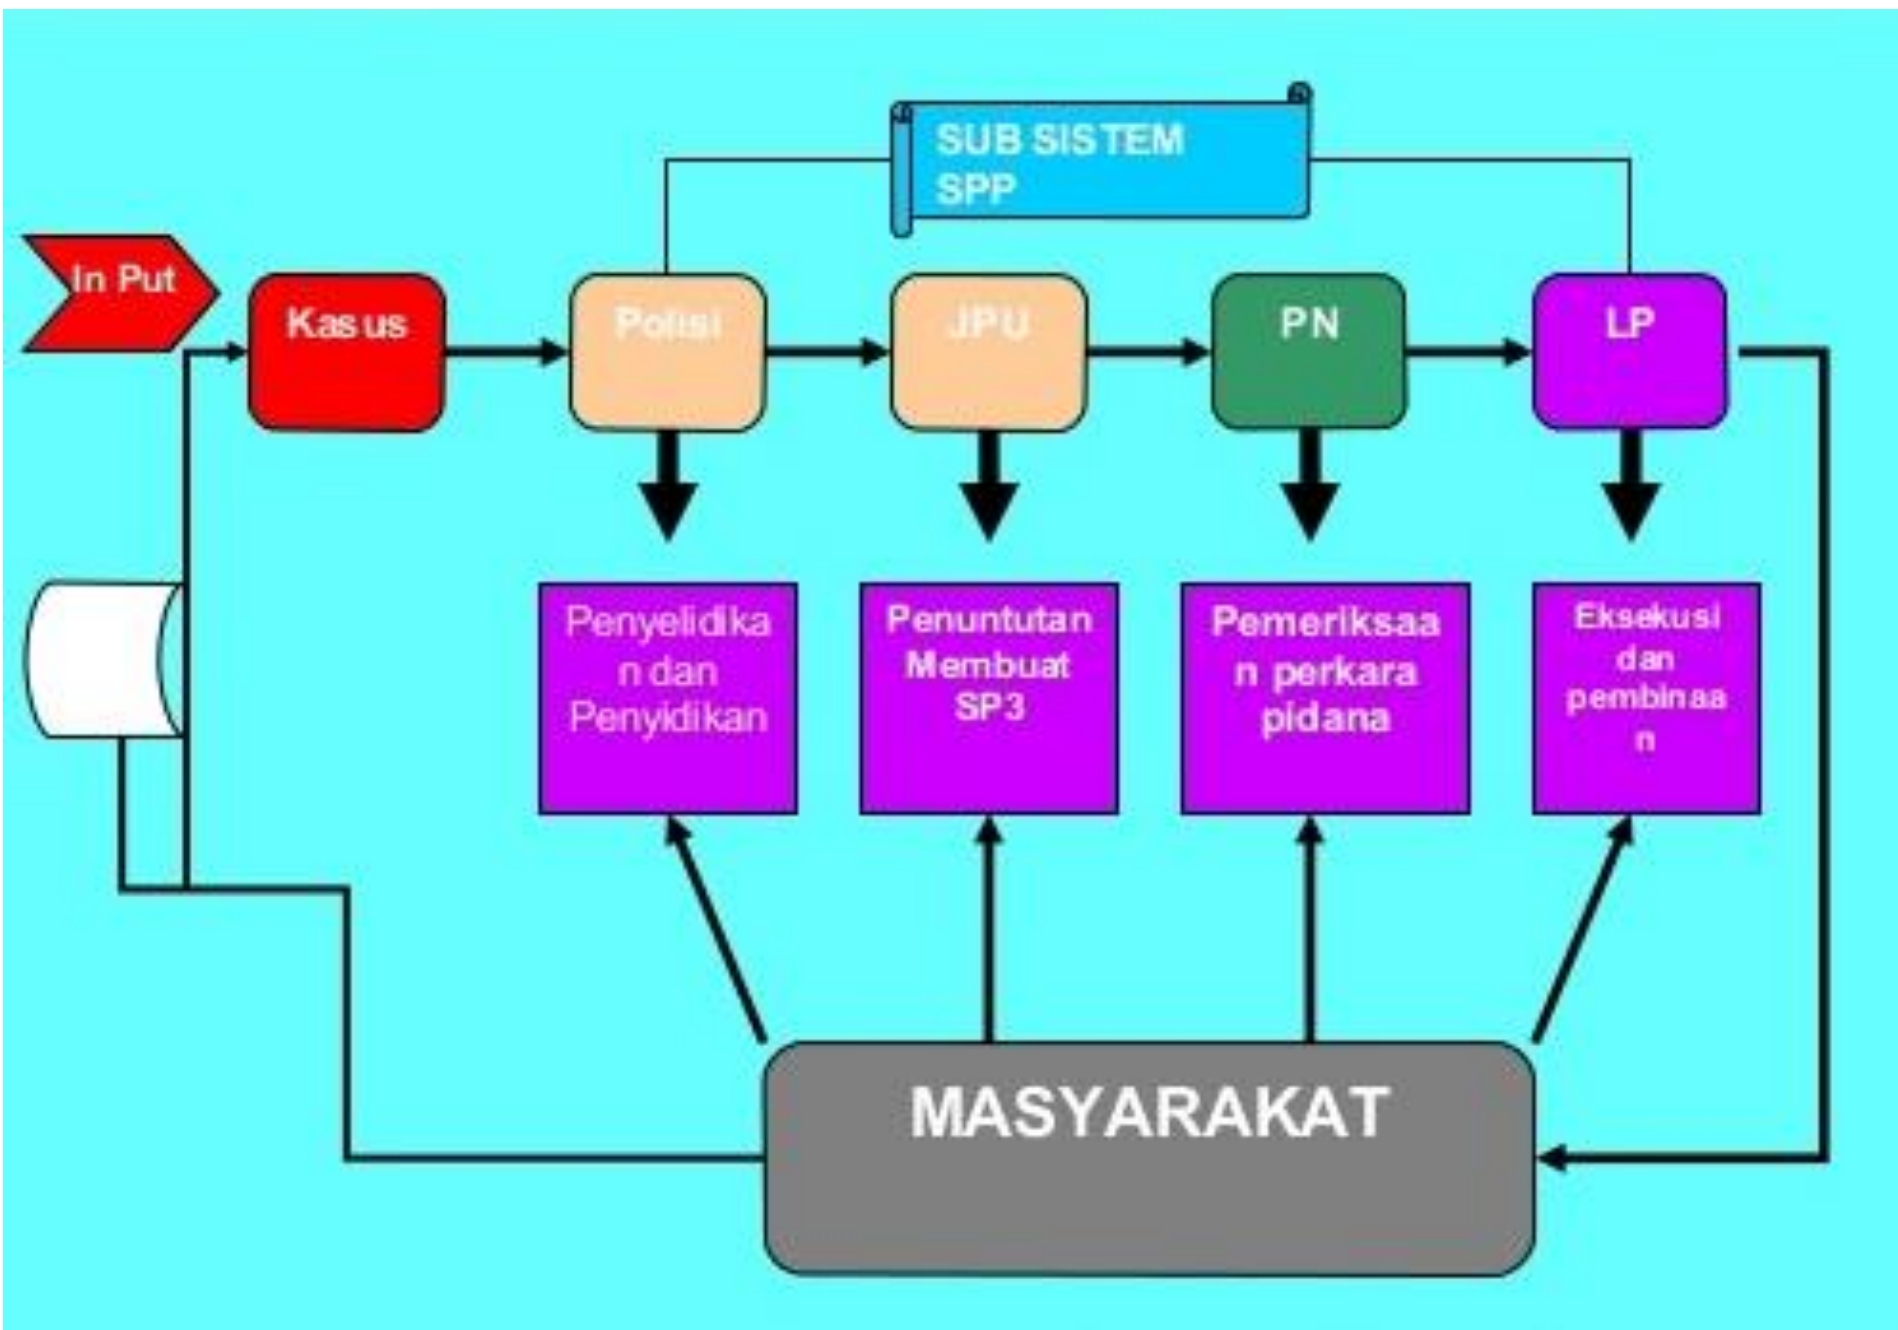 SUB SISTEM
SPP
In Put
Kasus
Polisi
JPU
PN
LP
Penyelidika
n dan
Penyidikan
Penuntutan
Membuat
SP3
Pemeriksaa
n perkara
pidana
Eksekusi
dan
pembinaa
n
MASYARAKAT